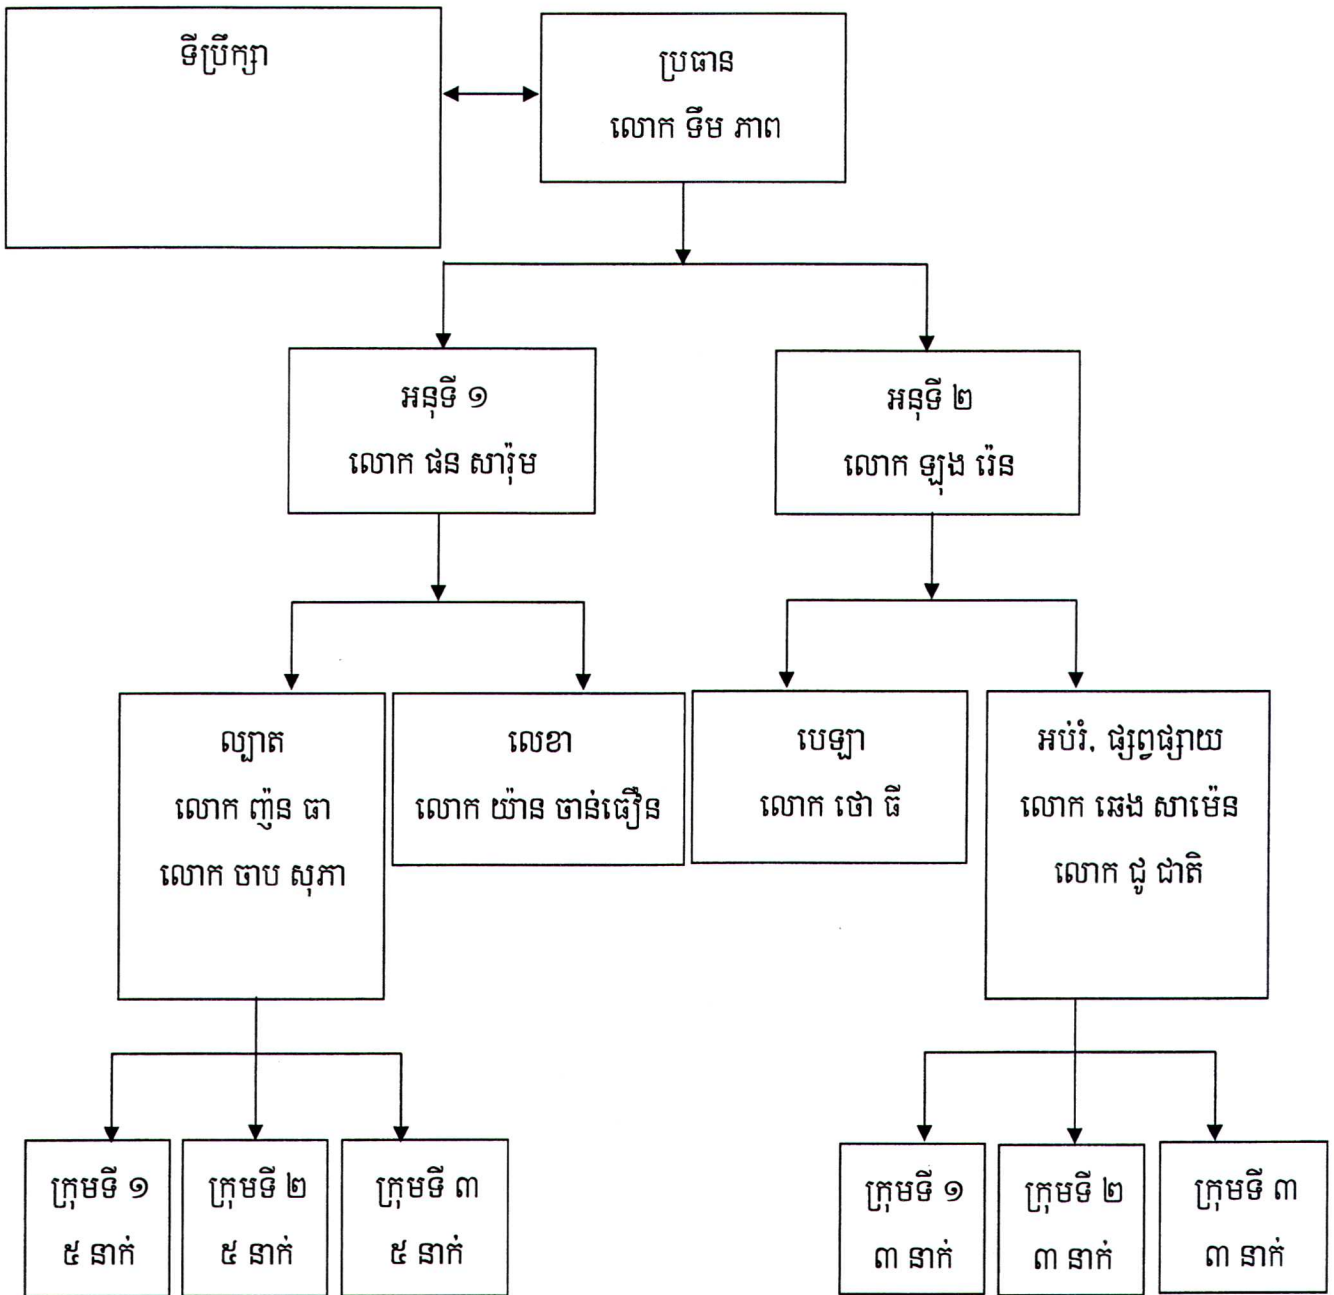 ទីប្រឹក្សា
ប្រធាន
លោក ទឹម ភាព
អនុទី ១
លោក ផន សារ៉ុម
អនុទី ២
លោក ឡុង រ៉េន
ល្បាត
លោក ញ៉ន ធា
លោក ចាប សុភា
លេខា
លោក យ៉ាន ចាន់ធឿន
បេឡា
លោក ថោ ធី
អប់រំ. ផ្សព្វផ្សាយ
លោក ឆេង សាម៉េន
លោក ជូ ជាតិ
ក្រុមទី ១
៥ នាក់
ក្រុមទី ២
៥ នាក់
ក្រុមទី ៣
៥ នាក់
ក្រុមទី ១
៣ នាក់
ក្រុមទី ២
៣ នាក់
ក្រុមទី ៣
៣ នាក់